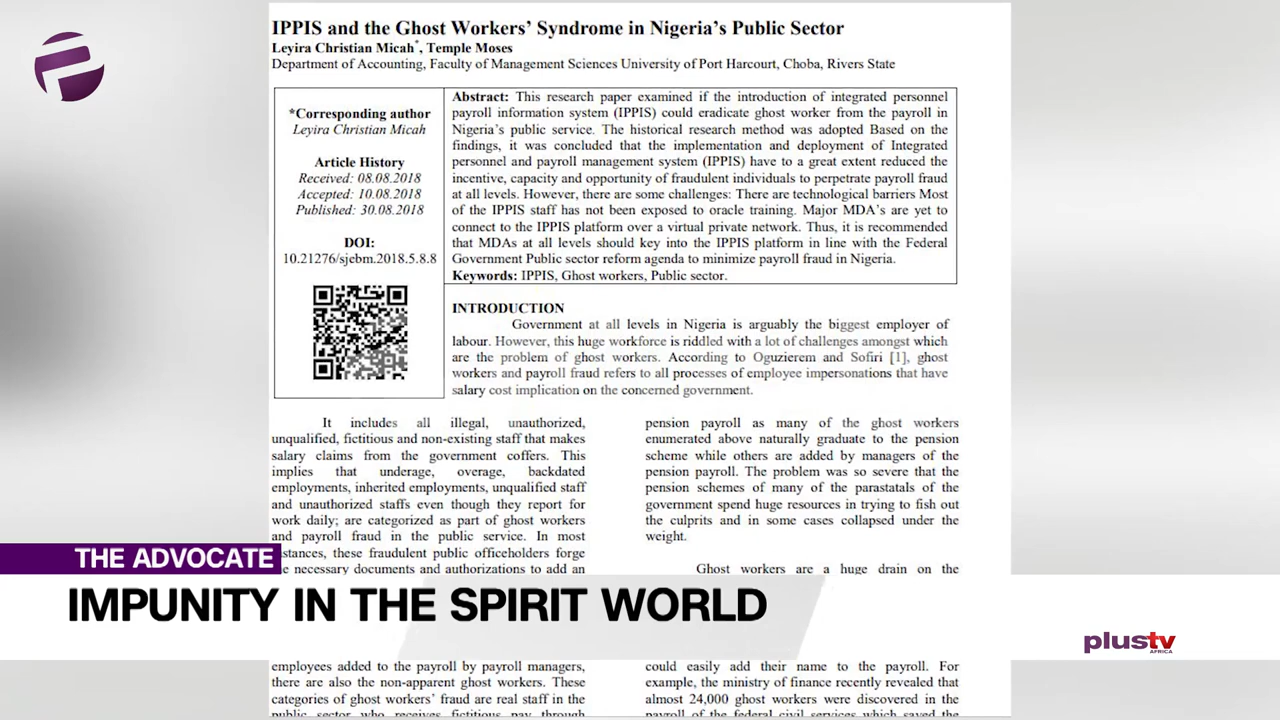 IPPIS and the Ghost Workers' Syndrome in Nigeria's Public Sector
Leyira Christian Micah*, Temple Moses
Department of Accounting, Faculty of Management Sciences University of Port Harcourt, Choba, Rivers State
*Corresponding author
Leyira Christian Micah
Article History
Received: 08.08.2018
Accepted: 10.08.2018
Published: 30.08.2018
DOI:
10.21276/sjebm.2018.5.8.8
Abstract: This research paper examined if the introduction of integrated personnel
payroll information system (IPPIS) could eradicate ghost worker from the payroll in
Nigeria's public service. The historical research method was adopted Based on the
findings, it was concluded that the implementation and deployment of Integrated
personnel and payroll management system (IPPIS) have to a great extent reduced the
incentive, capacity and opportunity of fraudulent individuals to perpetrate payroll fraud
at all levels. However, there are some challenges: There are technological barriers Most
of the IPPIS staff has not been exposed to oracle training. Major MDA's are yet to
connect to the IPPIS platform over a virtual private network. Thus, it is recommended
that MDAs at all levels should key into the IPPIS platform in line with the Federal
Government Public sector reform agenda to minimize payroll fraud in Nigeria.
Keywords: IPPIS, Ghost workers, Public sector.
INTRODUCTION
Government at all levels in Nigeria is arguably the biggest employer of
labour. However, this huge workforce is riddled with a lot of challenges amongst which
are the problem of ghost workers. According to Oguzierem and Sofiri [1], ghost
workers and payroll fraud refers to all processes of employee impersonations that have
salary cost implication on the concerned government.
It includes all illegal, unauthorized,
unqualified, fictitious and non-existing staff that makes
salary claims from the government coffers. This
implies that underage, overage, backdated
employments, inherited employments, unqualified staff
and unauthorized staffs even though they report for
work daily; are categorized as part of ghost workers
and payroll fraud in the public service. In most
these fraudulent public officeholders forge
necessary documents and authorizations to add an
employees added to the payroll by payroll managers,
there are also the non-apparent ghost workers. These
categories of ghost workers' fraud are real staff in the
public sector who receives fictitious pay through
pension payroll as many of the ghost workers
enumerated above naturally graduate to the pension
scheme while others are added by managers of the
pension payroll. The problem was so severe that the
pension schemes of many of the parastatals of the
government spend huge resources in trying to fish out
the culprits and in some cases collapsed under the
weight.
Ghost workers are a huge drain on the
could easily add their name to the payroll. For
example, the ministry of finance recently revealed that
almost 24,000 ghost workers were discovered in the
payroll of the federal civil services which saved the
THE ADVOCATE
IMPUNITY IN THE SPIRIT WORLD
plustv
AFRICA